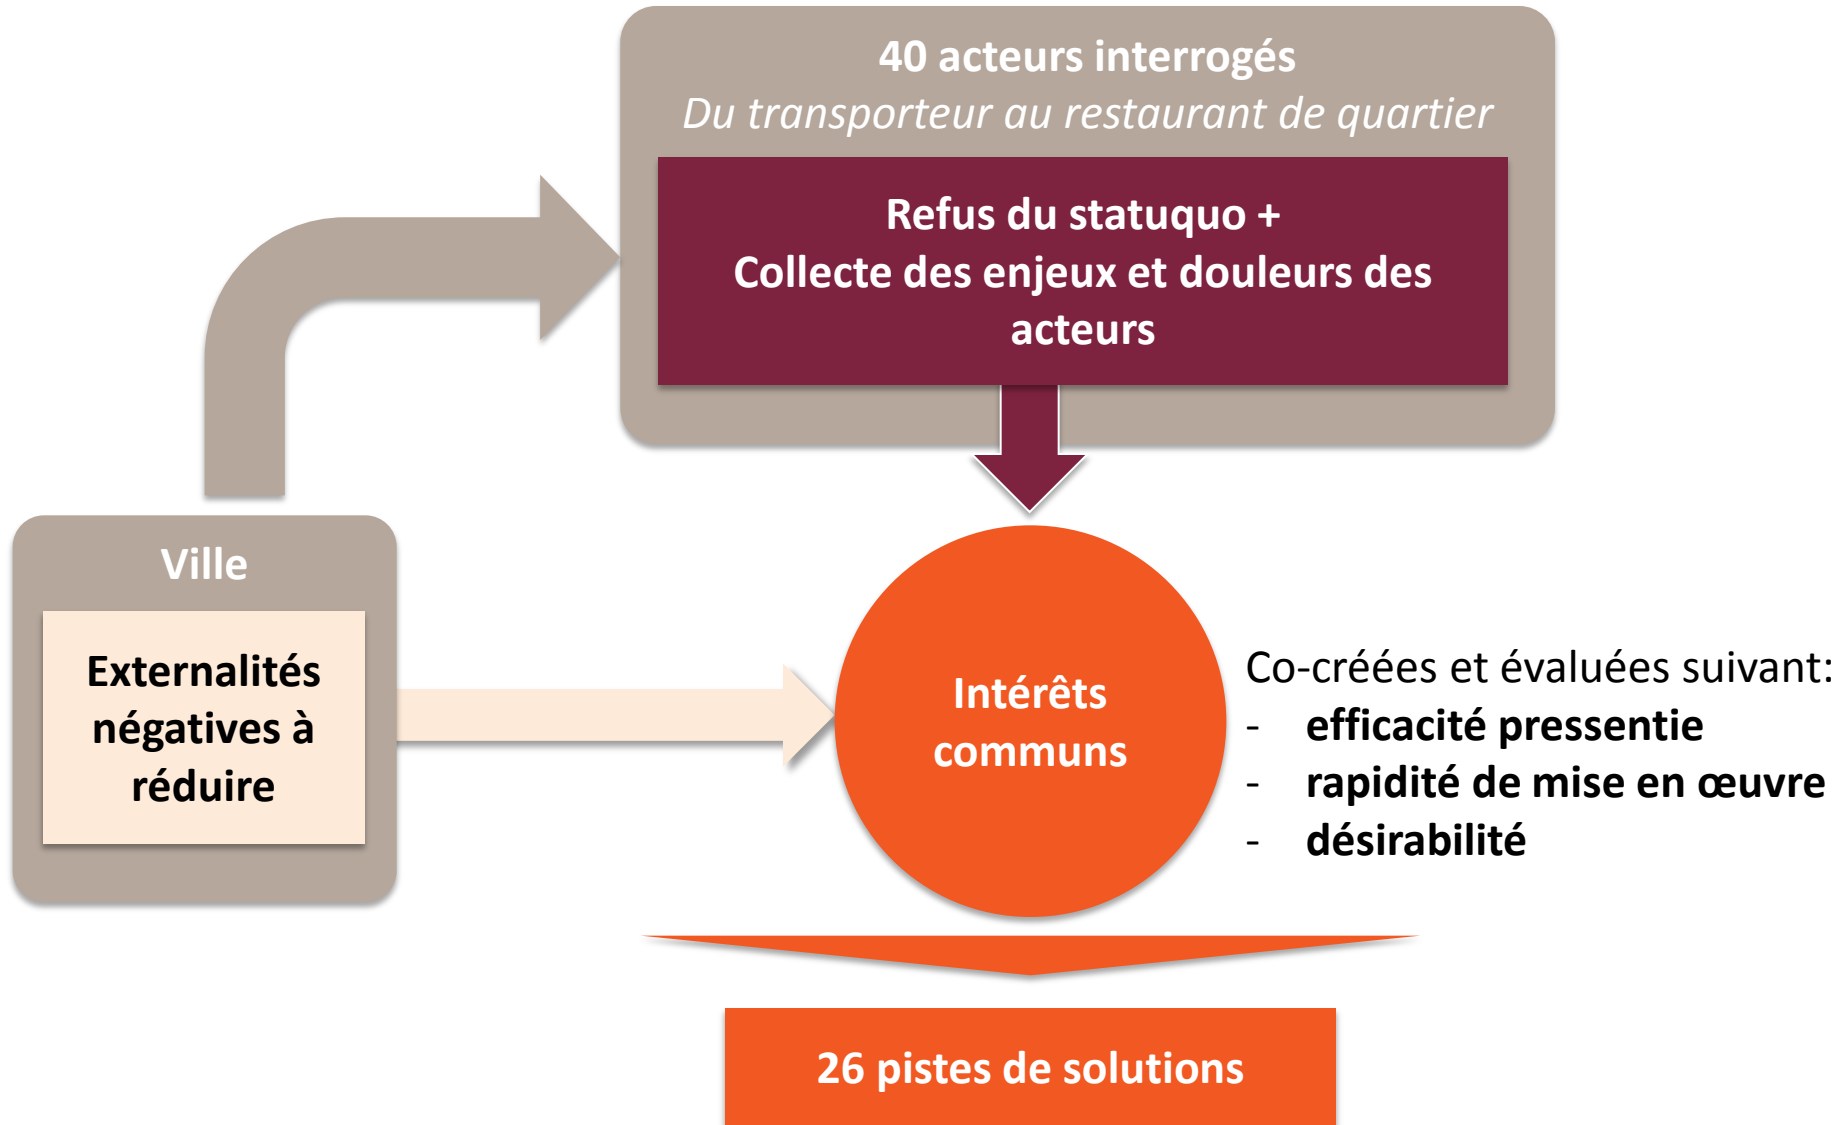 40 acteurs interrogés
Du transporteur au restaurant de quartier
Refus du statuquo +
Collecte des enjeux et douleurs des
acteurs
Ville
Externalités
négatives à
réduire
Intérêts
communs
Co-créées et évaluées suivant:
- efficacité pressentie
- rapidité de mise en œuvre
- désirabilité
26 pistes de solutions